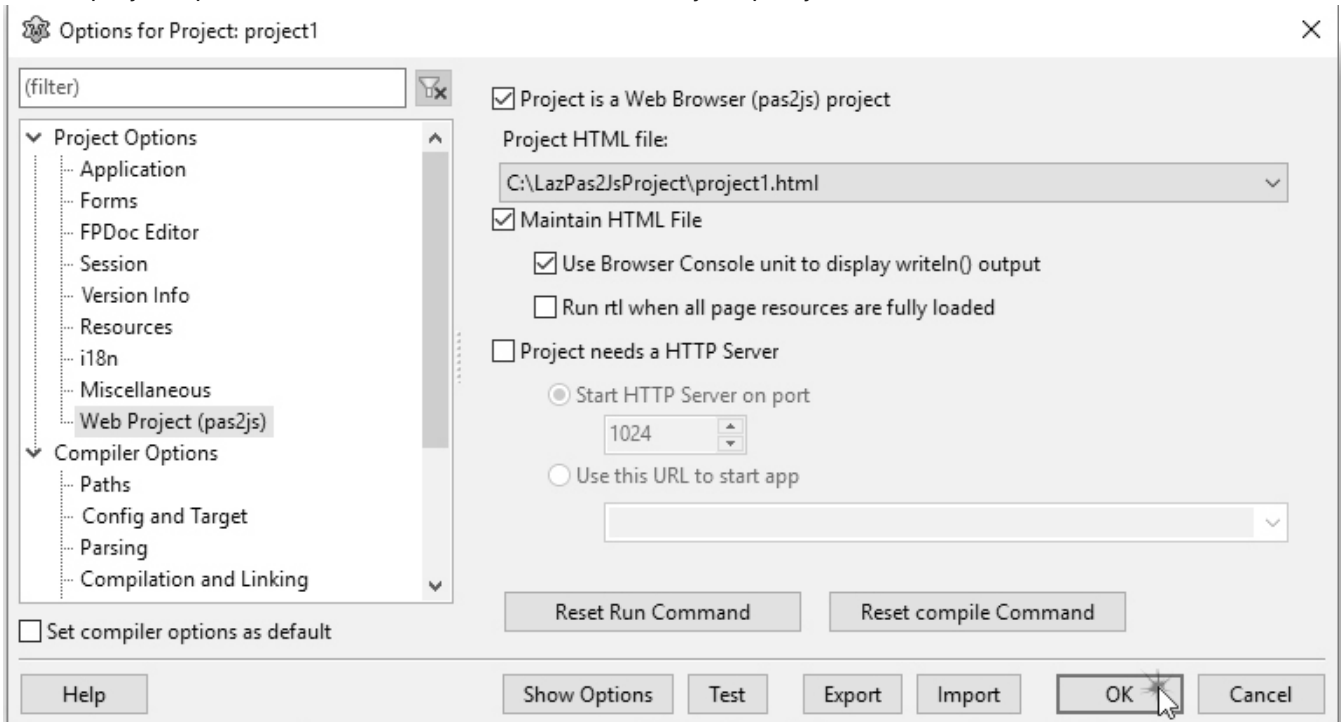 Options for Project: project1
(filter)
Project Options
Application
Forms
FPDoc Editor
Session
Version Info
Resources
i18n
Miscellaneous
Web Project (pas2js)
Compiler Options
Paths
Config and Target
Parsing
Compilation and Linking
Set compiler options as default
Project is a Web Browser (pas2js) project
Project HTML file:
C:\LazPas2JsProject\project1.html
Maintain HTML File
Use Browser Console unit to display writeln() output
Run rtl when all page resources are fully loaded
Project needs a HTTP Server
Start HTTP Server on port
1024
Use this URL to start app
Reset Run Command
Reset compile Command
Help
Show Options
Test
Export
Import
OK
Cancel